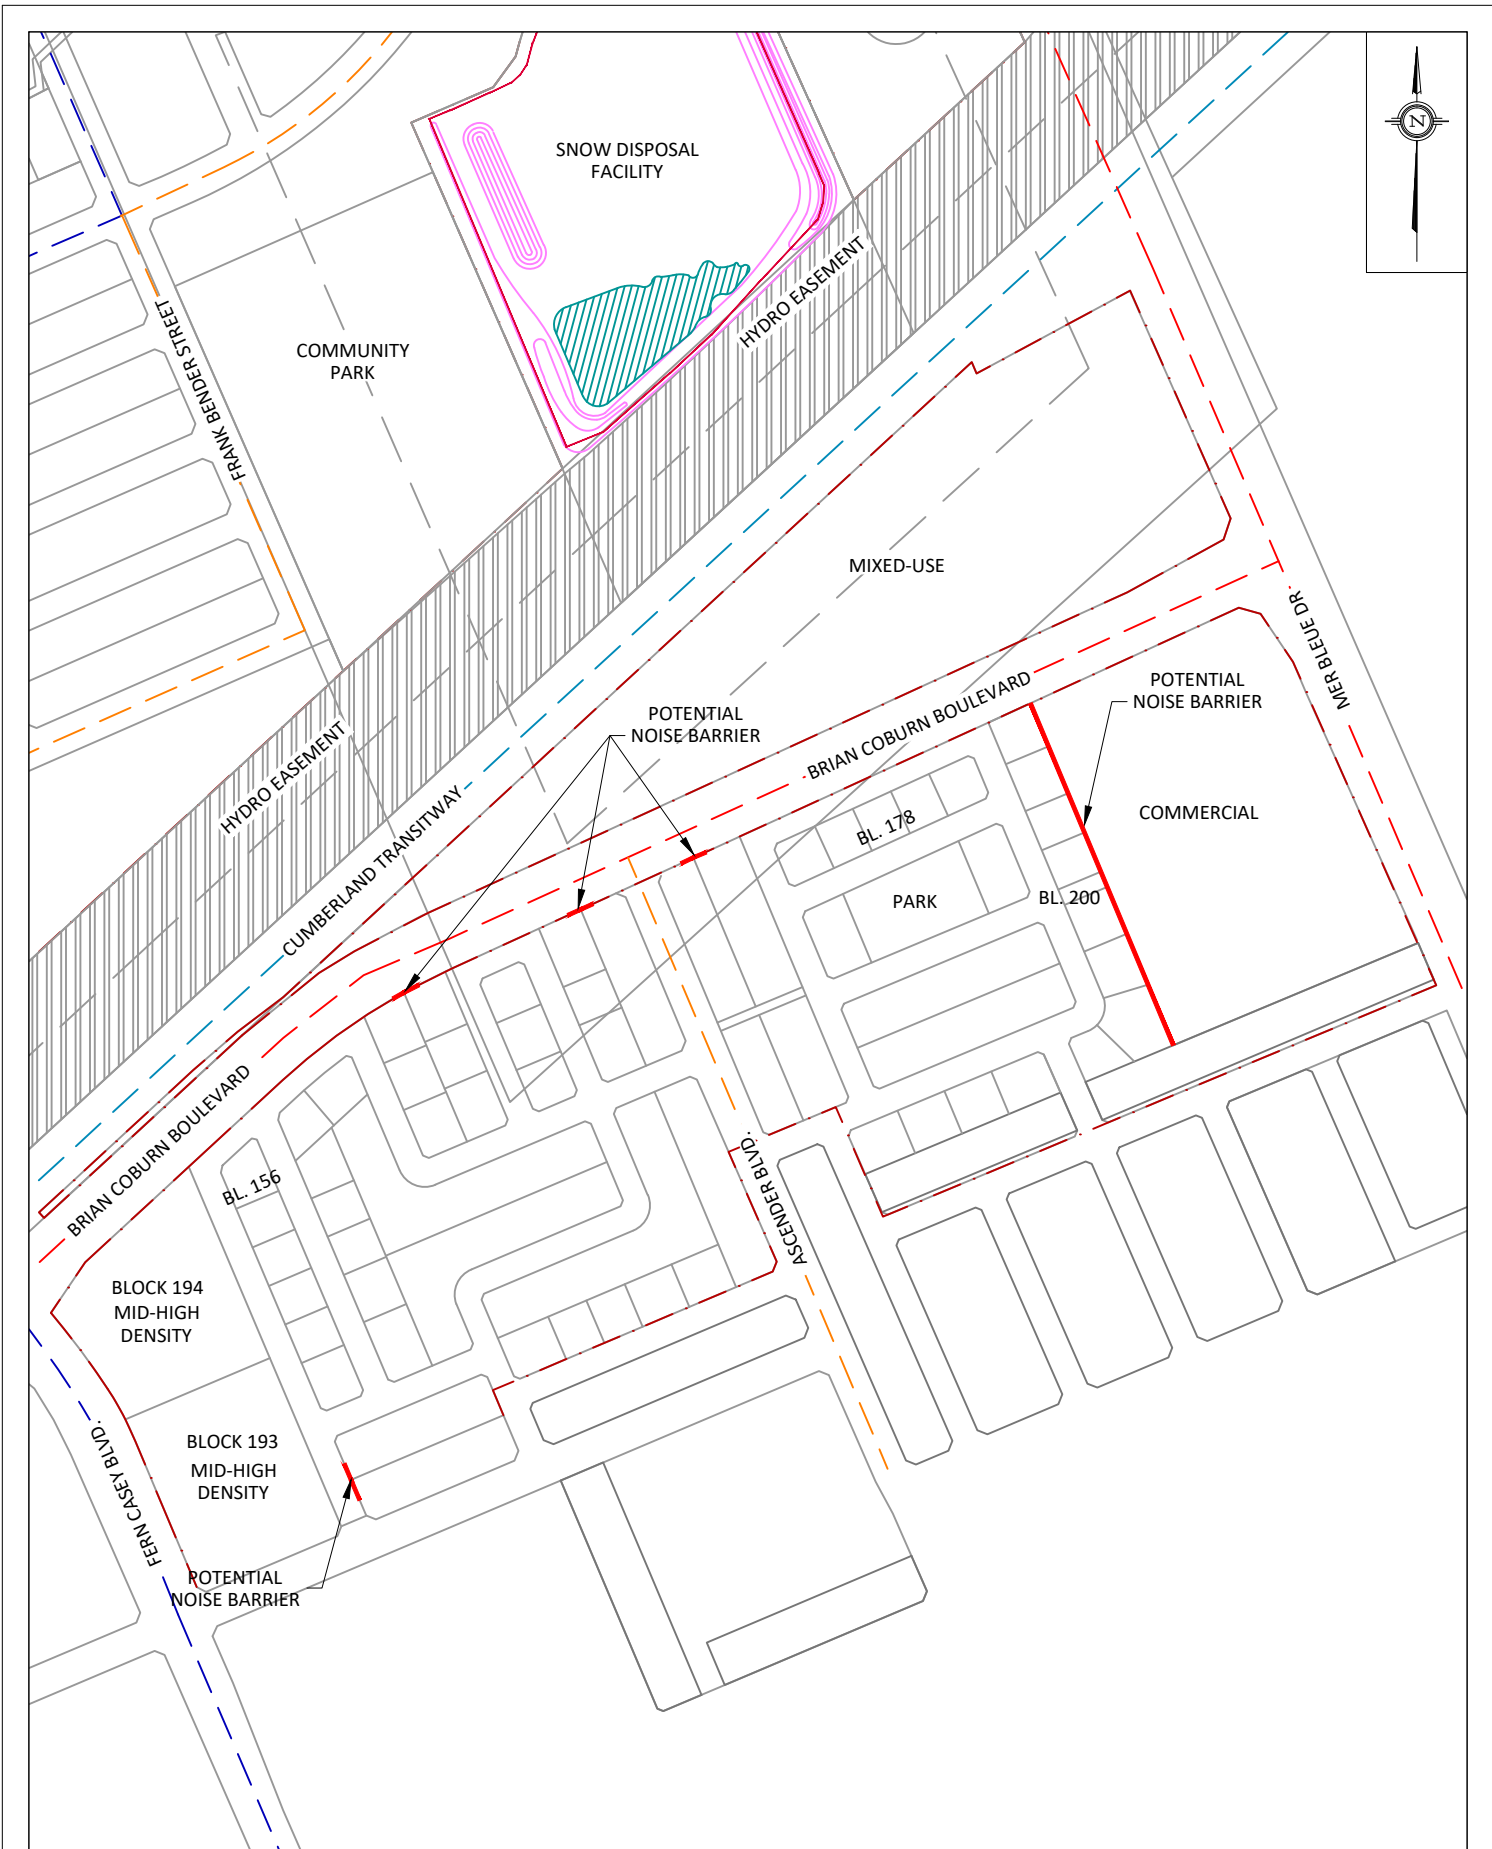 N
SNOW DISPOSAL
FACILITY
HYDRO EASEMENT
FRANK BENDER STREET
COMMUNITY
PARK
MIXED-USE
MER BLEUE DR.
POTENTIAL
NOISE BARRIER
BRIAN COBURN BOULEVARD
POTENTIAL
NOISE BARRIER
HYDRO EASEMENT
CUMBERLAND TRANSITWAY
BL. 178
COMMERCIAL
PARK
BL. 200
BRIAN COBURN BOULEVARD
BL. 156
ASCENDER BLVD.
BLOCK 194
MID-HIGH
DENSITY
BLOCK 193
MID-HIGH
DENSITY
FERN CASEY BLVD.
POTENTIAL
NOISE BARRIER